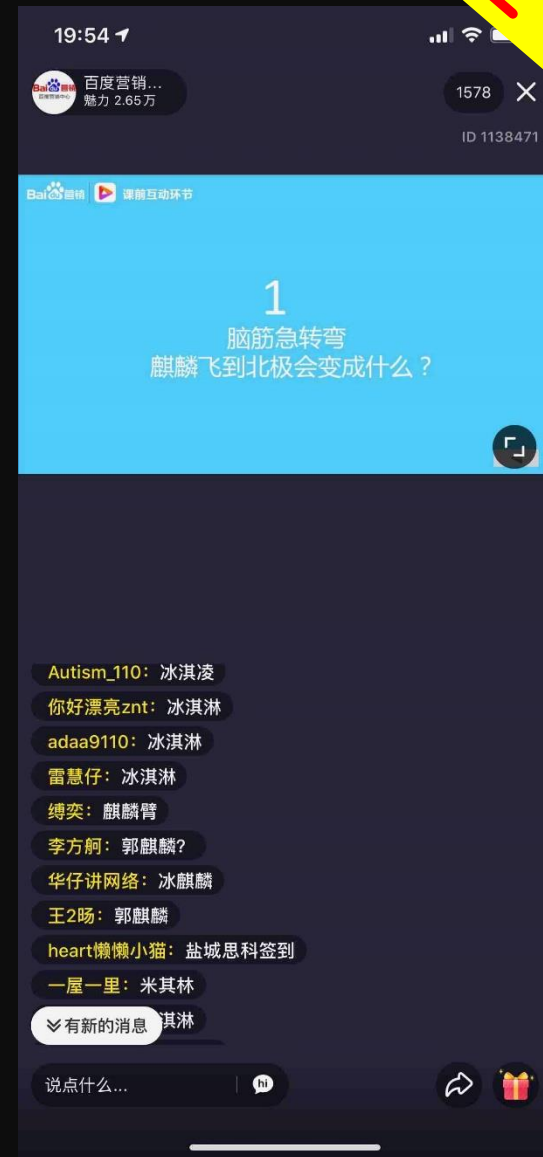 19:54
百度营销...
魅力 2.65万
1578
ID 1138471
Bai 营销 课前互动环节
1
脑筋急转弯
麒麟飞到北极会变成什么？
Autism_110：冰淇凌
你好漂亮znt：冰淇淋
adaa9110：冰淇淋
雷慧仔：冰淇淋
缚奕：麒麟臂
李方舸：郭麒麟?
华仔讲网络：冰麒麟
王2旸：郭麒麟
heart懒懒小猫：盐城思科签到
一屋一里：米其林
有新的消息
淇淋
说点什么...
hi